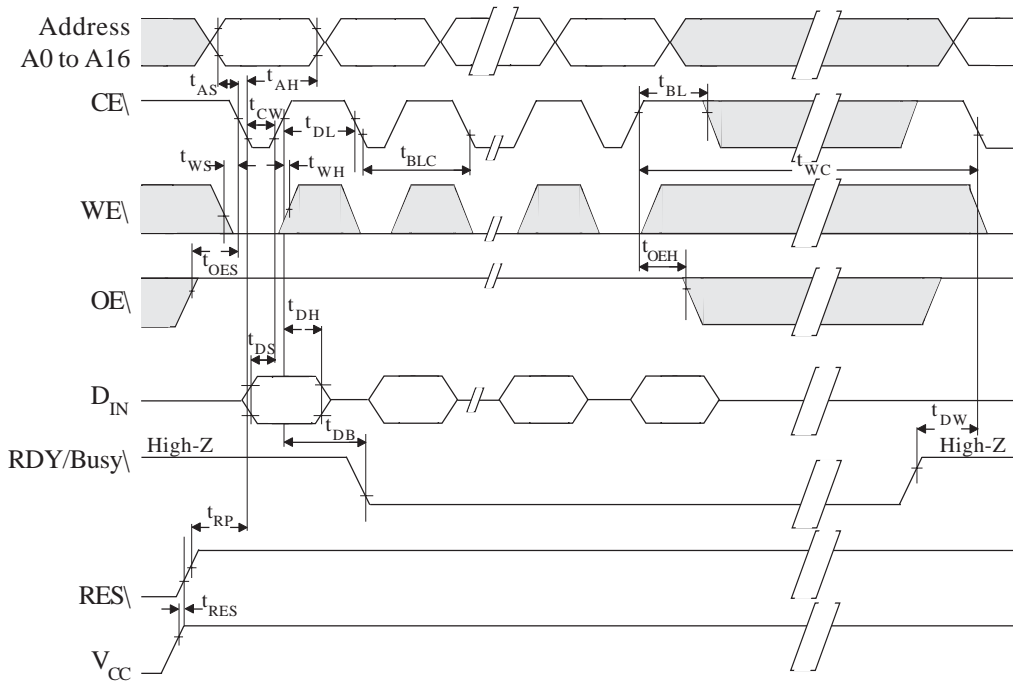 Address
A0 to A16
t_AS
t_AH
t_BL
CE\
t_CW
t_DL
t_BLC
t_WS
t_WH
t_WC
WE\
t_OES
t_OEH
OE\
t_DH
t_DS
D_IN
t_DB
t_DW
High-Z
High-Z
RDY/Busy\
t_RP
RES\
t_RES
V_CC